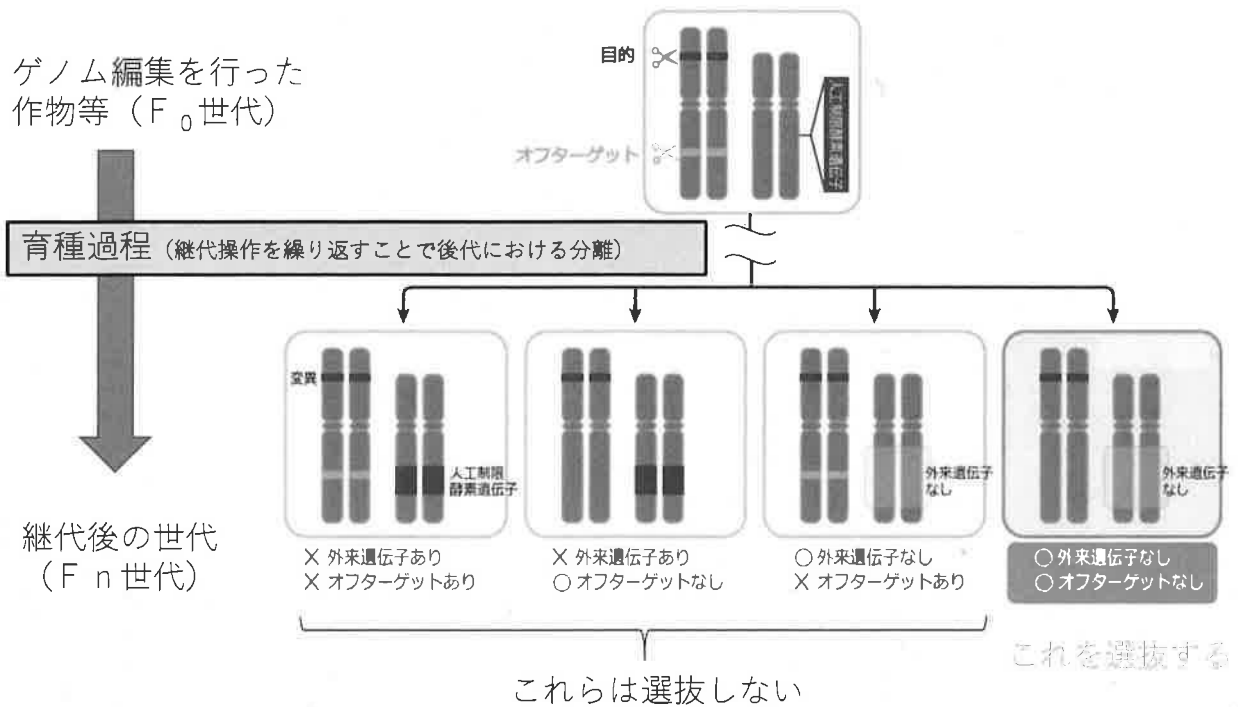 ゲノム編集を行った
作物等（F₀世代）
目的
オフターゲット
人工制限酵素遺伝子
育種過程（継代操作を繰り返すことで後代における分離）
変異
人工制限
酵素遺伝子
外来遺伝子
なし
外来遺伝子
なし
継代後の世代
（Fｎ世代）
× 外来遺伝子あり
× オフターゲットあり
× 外来遺伝子あり
○ オフターゲットなし
○ 外来遺伝子なし
× オフターゲットあり
○ 外来遺伝子なし
○ オフターゲットなし
これらは選抜しない
これを選抜する